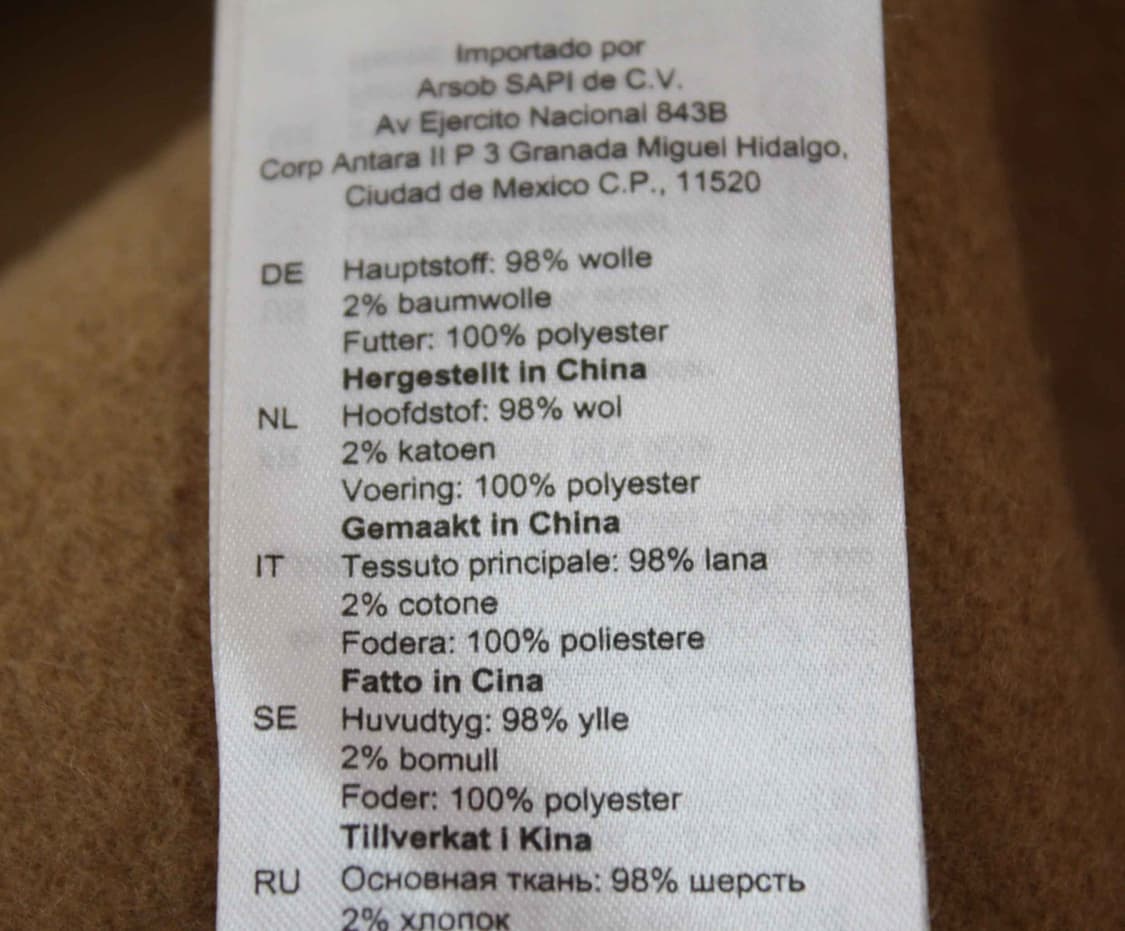 Importado por
Arsob SAPI de C.V.
Av Ejercito Nacional 843B
Corp Antara II P 3 Granada Miguel Hidalgo,
Ciudad de Mexico C.P., 11520
DE Hauptstoff: 98% wolle
2% baumwolle
Futter: 100% polyester
Hergestellt in China
NL Hoofdstof: 98% wol
2% katoen
Voering: 100% polyester
Gemaakt in China
IT Tessuto principale: 98% lana
2% cotone
Fodera: 100% poliestere
Fatto in Cina
SE Huvudtyg: 98% ylle
2% bomull
Foder: 100% polyester
Tillverkat i Kina
RU Основная ткань: 98% шерсть
2% хлопок